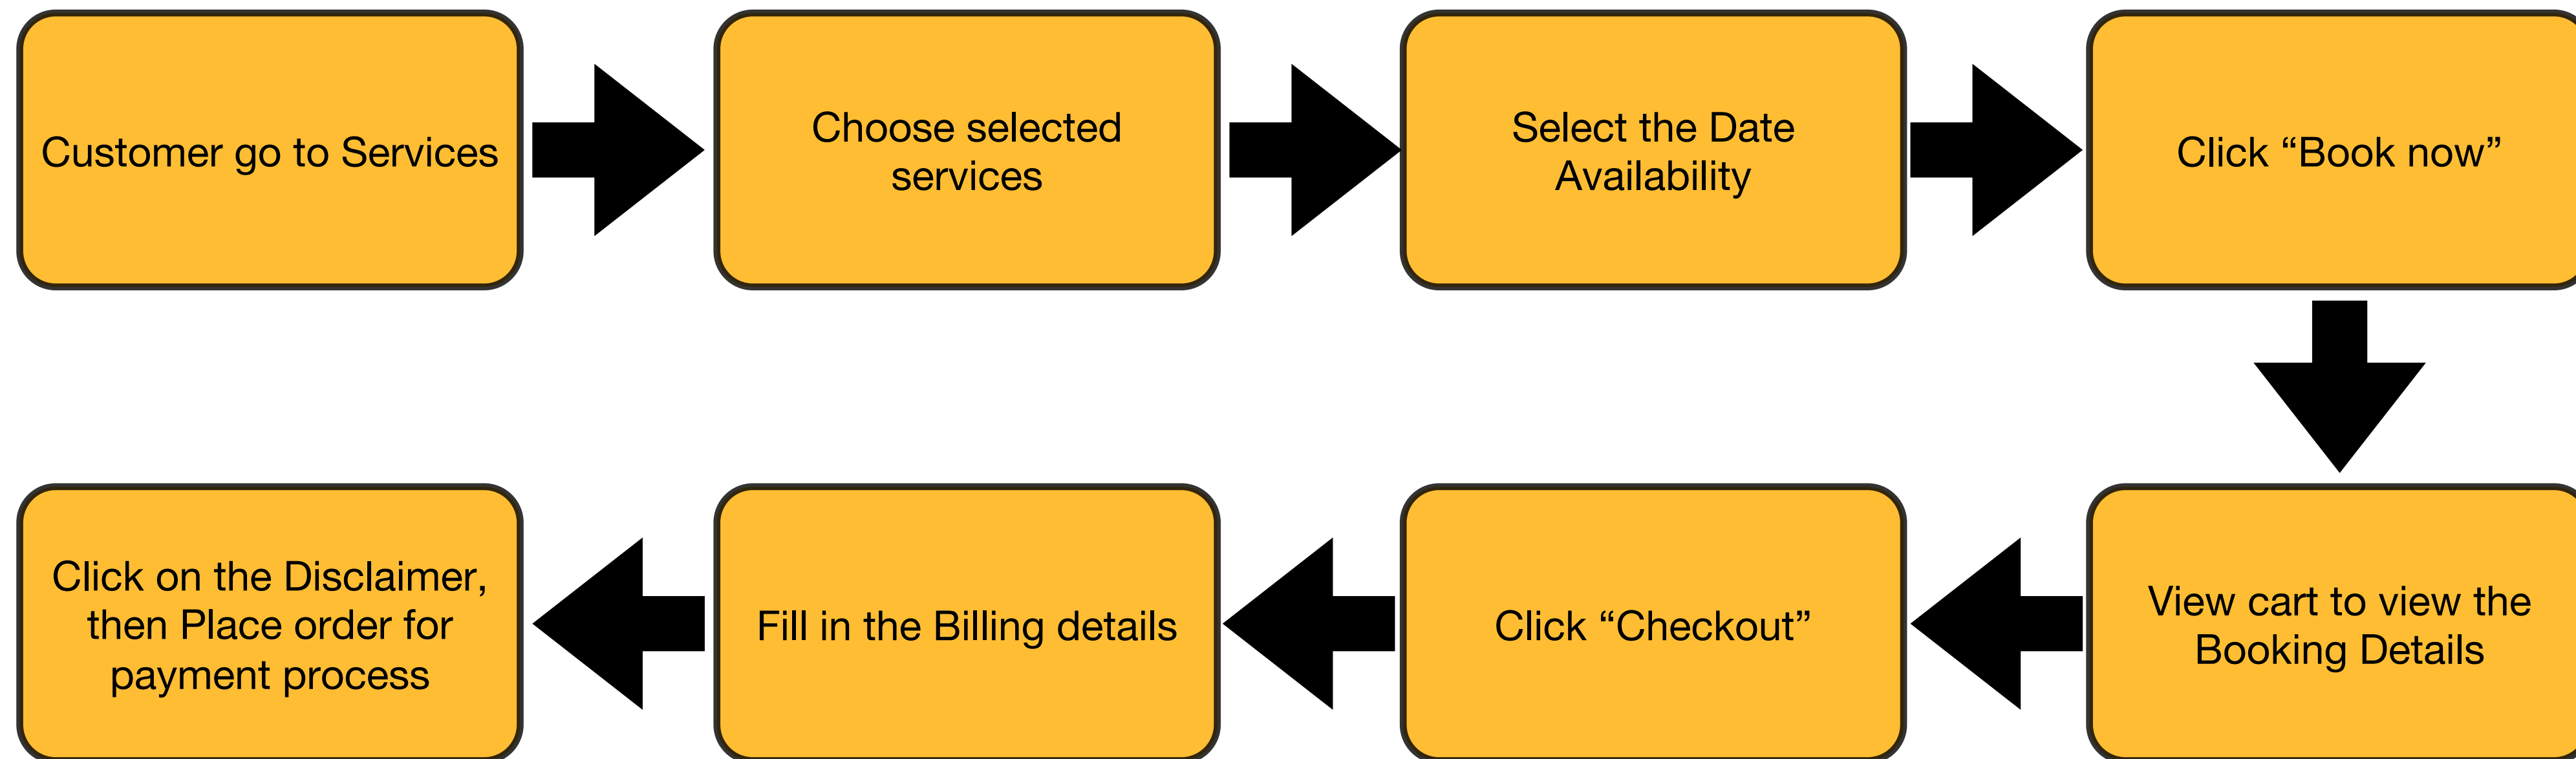 Customer go to Services
Choose selected
services
Select the Date
Availability
Click “Book now”
View cart to view the
Booking Details
Click “Checkout”
Fill in the Billing details
Click on the Disclaimer,
then Place order for
payment process